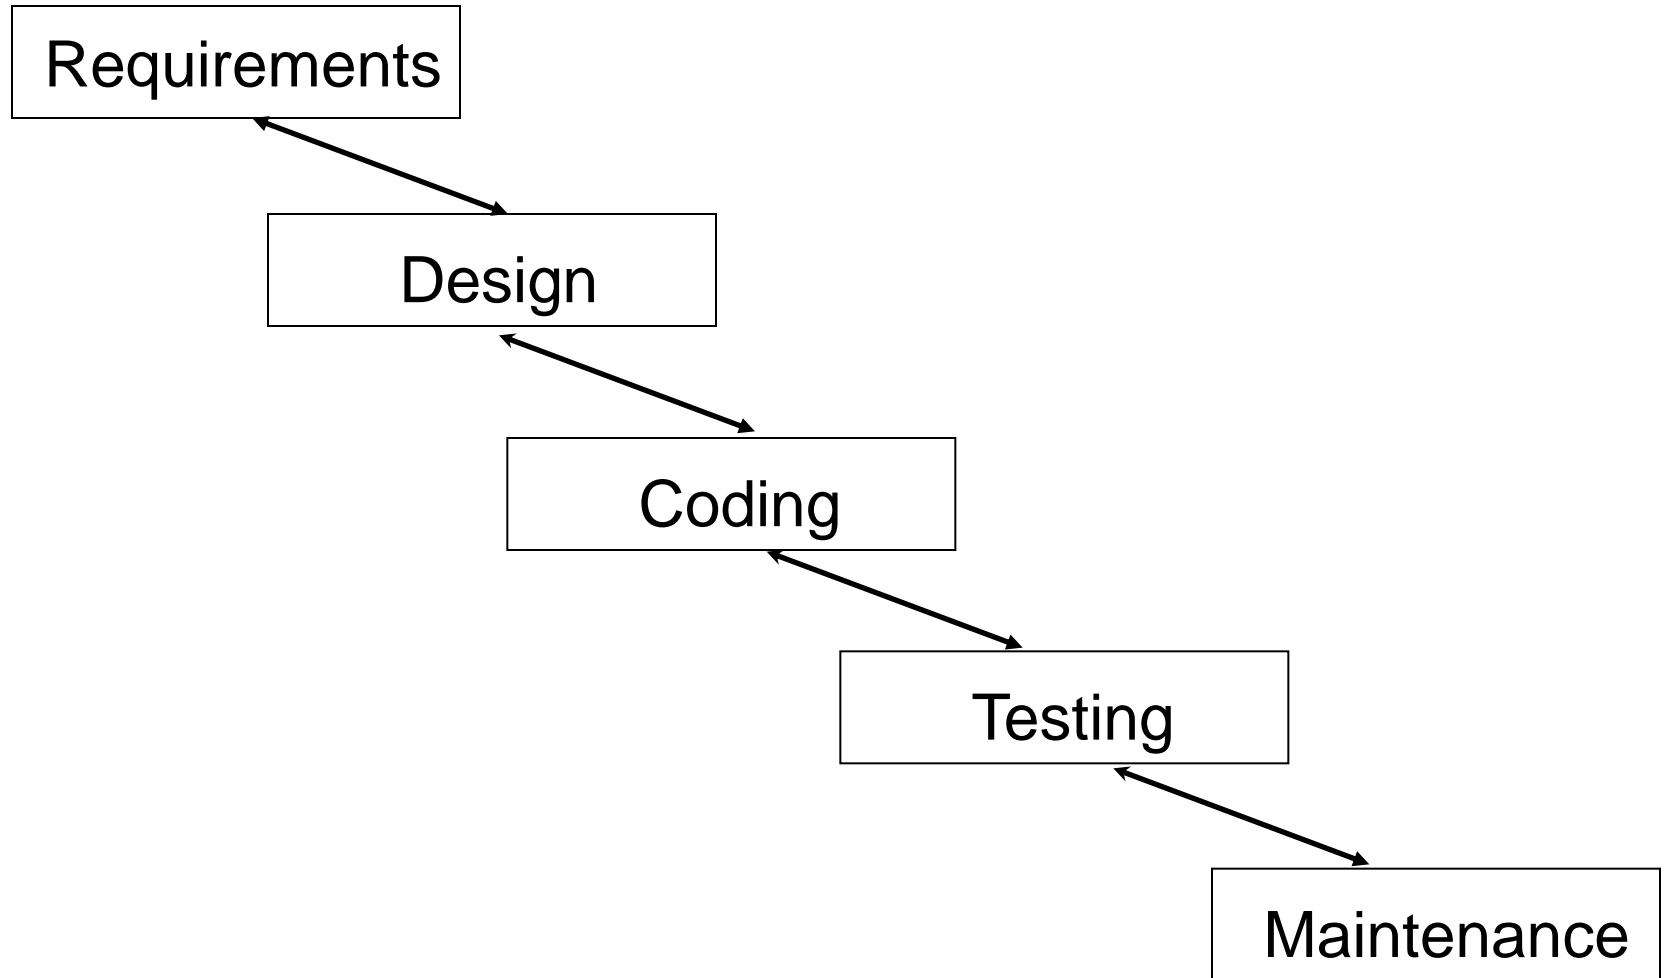 Requirements
Design
Coding
Testing
Maintenance